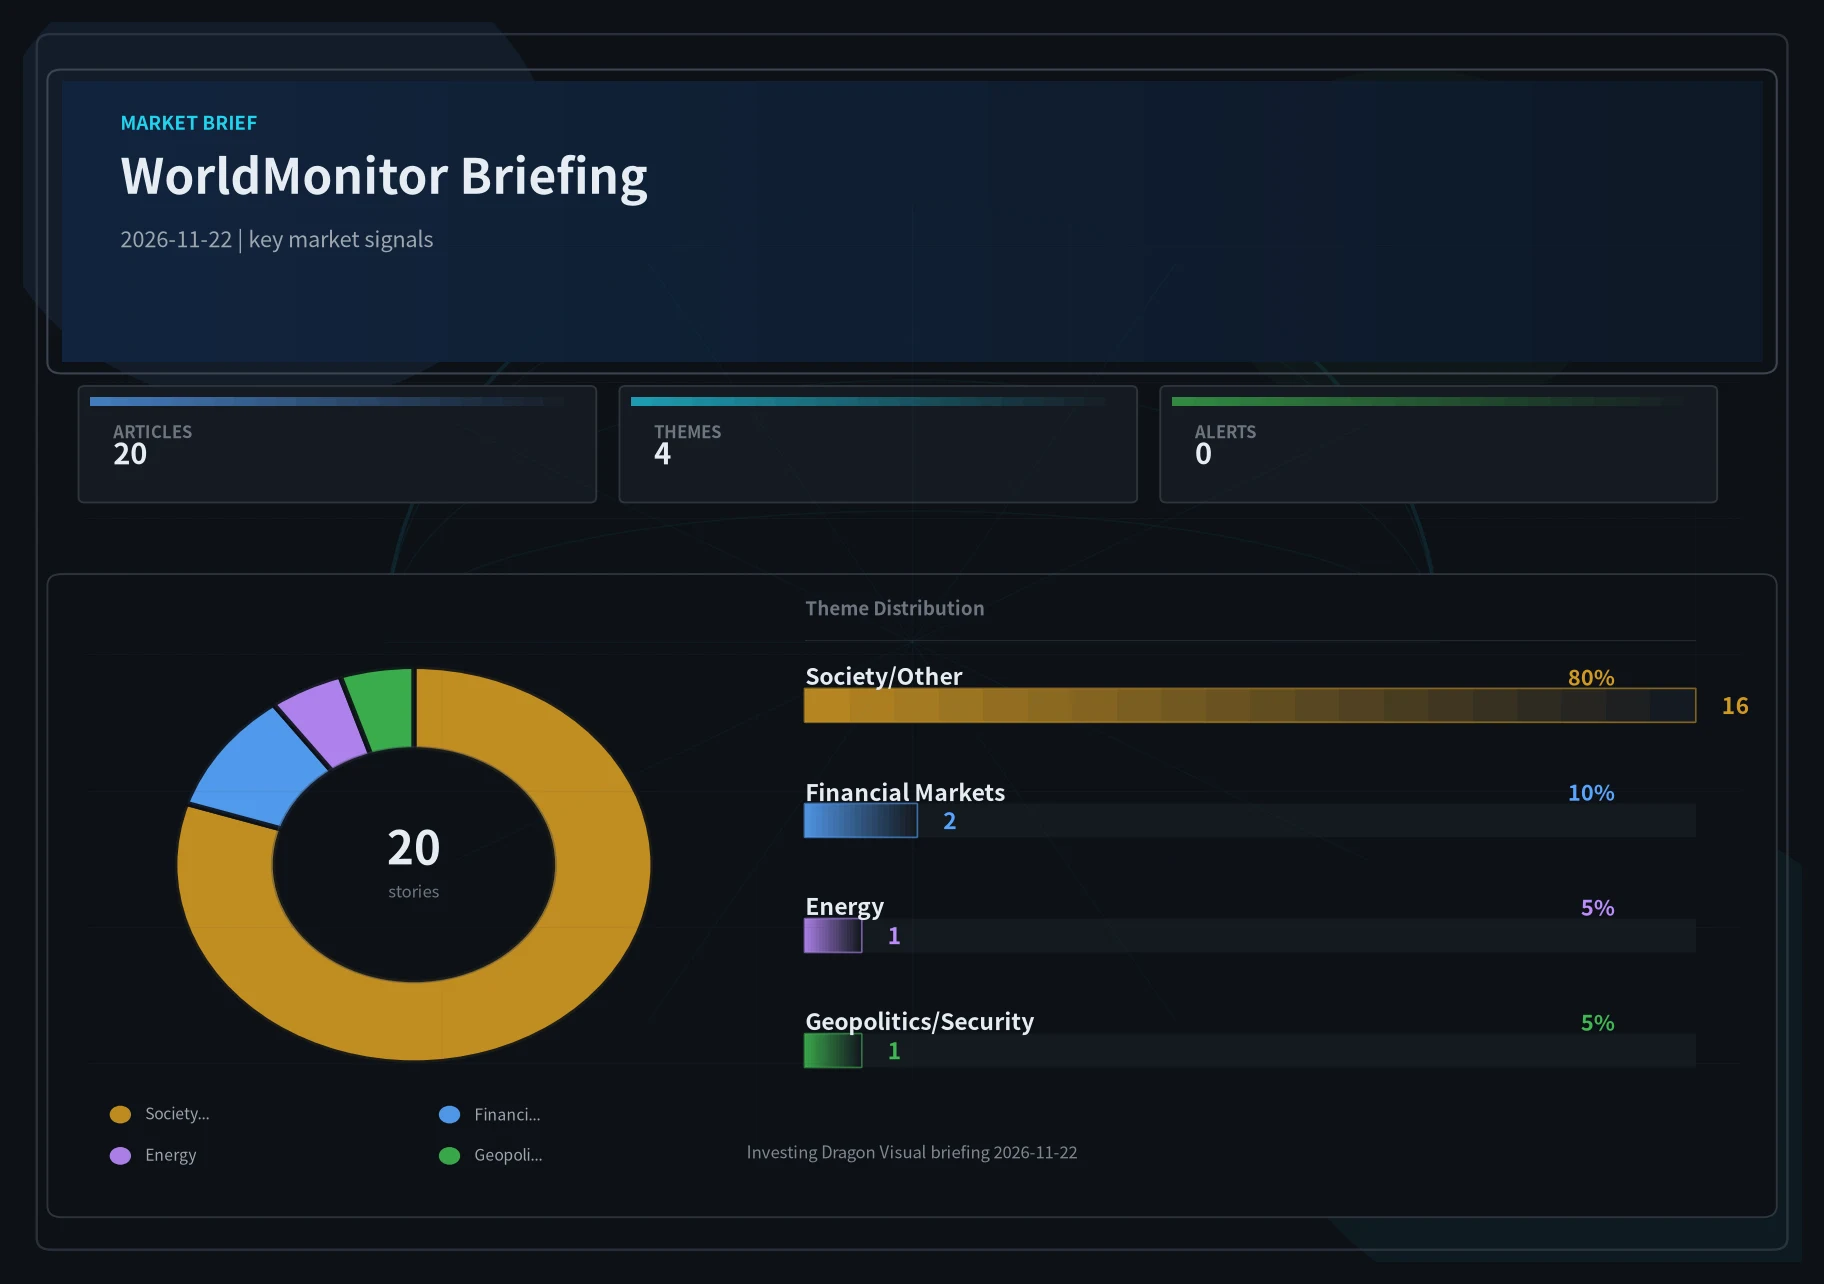 MARKET BRIEF
WorldMonitor Briefing
2026-11-22 | key market signals
ARTICLES
20
THEMES
4
ALERTS
0
Theme Distribution
Society/Other
80%
16
Financial Markets
10%
2
Energy
5%
1
Geopolitics/Security
5%
1
20
stories
Society...
Financi...
Energy
Geopoli...
Investing Dragon Visual briefing 2026-11-22